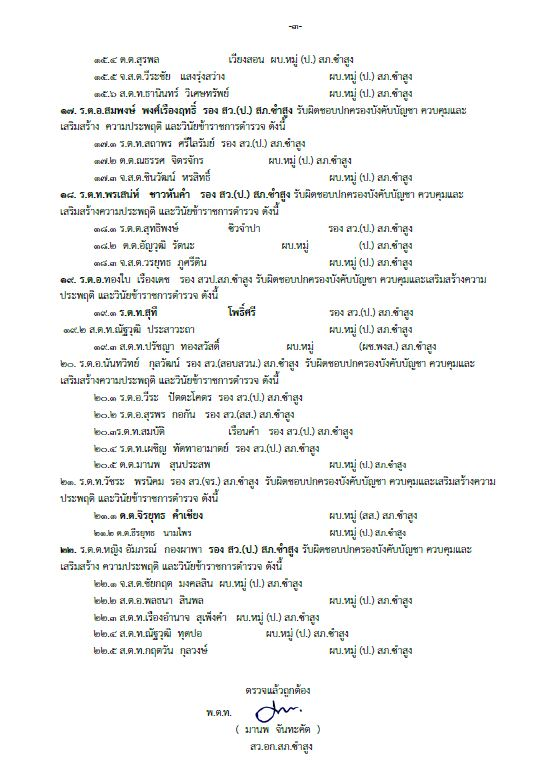 -๓-
๑๕.๔ ด.ต.สุรพล เวียงสอน ผบ.หมู่ (ป.) สภ.ซำสูง
๑๕.๕ จ.ส.ต.วีระชัย แสงรุ่งสว่าง ผบ.หมู่ (ป.) สภ.ซำสูง
๑๕.๖ ส.ต.ท.ธานินทร์ วิเศษทรัพย์ ผบ.หมู่ (ป.) สภ.ซำสูง
๑๗. ร.ต.อ.สมพงษ์ พงศ์เรืองฤทธิ์ รอง สว.(ป.) สภ.ซำสูง รับผิดชอบปกครองบังคับบัญชา ควบคุมและ
เสริมสร้าง ความประพฤติ และวินัยข้าราชการตำรวจ ดังนี้
๑๗.๑ ร.ต.ท.สถาพร ศรีไลรัมย์ รอง สว.(ป.) สภ.ซำสูง
๑๗.๒ ด.ต.ณธรรศ จิตรจักร ผบ.หมู่ (ป.) สภ.ซำสูง
๑๗.๓ จ.ส.ต.ชินวัฒน์ หรสิทธิ์ ผบ.หมู่ (ป.) สภ.ซำสูง
๑๘. ร.ต.ท.พรเสน่ห์ ชาวหันคำ รอง สว.(ป.) สภ.ซำสูง รับผิดชอบปกครองบังคับบัญชา ควบคุมและ
เสริมสร้างความประพฤติ และวินัยข้าราชการตำรวจ ดังนี้
๑๘.๑ ร.ต.ต.สุทธิพงษ์ ชิวจำปา รอง สว.(ป.) สภ.ซำสูง
๑๘.๒ ด.ต.อัญวุฒิ รัตนะ ผบ.หมู่ (ป.) สภ.ซำสูง
๑๘.๓ จ.ส.ต.วรยุทธ ภูศรีดิน ผบ.หมู่ (ป.) สภ.ซำสูง
๑๙. ร.ต.อ.ทองใบ เรืองเดช รอง สวป.สภ.ซำสูง รับผิดชอบปกครองบังคับบัญชา ควบคุมและเสริมสร้างความ
ประพฤติ และวินัยข้าราชการตำรวจ ดังนี้
๑๙.๑ ร.ต.ท.สุที โพธิ์ศรี รอง สว.(ป.) สภ.ซำสูง
๑๙.๒ ส.ต.ท.ณัฐวุฒิ ประสาวะถา ผบ.หมู่ (ป.) สภ.ซำสูง
๑๙.๓ ส.ต.ท.ปรัชญา ทองสวัสดิ์ ผบ.หมู่ (ผช.พงส.) สภ.ซำสูง
๒๐. ร.ต.อ.นันทวิทย์ กุลวัฒน์ รอง สว.(สอบสวน.) สภ.ซำสูง รับผิดชอบปกครองบังคับบัญชา ควบคุมและ
เสริมสร้างความประพฤติ และวินัยข้าราชการตำรวจ ดังนี้
๒๐.๑ ร.ต.อ.วีระ ปัตตะโคตร รอง สว.(ป.) สภ.ซำสูง
๒๐.๒ ร.ต.อ.สุรพร กอกัน รอง สว.(สส.) สภ.ซำสูง
๒๐.๓ร.ต.ท.สมบัติ เรือนคำ รอง สว.(ป.) สภ.ซำสูง
๒๐.๔ ร.ต.ท.เผชิญ ทัดทาอามาตย์ รอง สว.(ป.) สภ.ซำสูง
๒๐.๕ ด.ต.มานพ สุนประสพ ผบ.หมู่ (ป.) สภ.ซำสูง
๒๑. ร.ต.ท.วัชระ พรนิคม รอง สว.(จร.) สภ.ซำสูง รับผิดชอบปกครองบังคับบัญชา ควบคุมและเสริมสร้างความ
ประพฤติ และวินัยข้าราชการตำรวจ ดังนี้
๒๑.๑ ด.ต.จิรยุทธ คำเชียง ผบ.หมู่ (สส.) สภ.ซำสูง
๒๑.๒ ด.ต.ธีรยุทธ นามไพร ผบ.หมู่ (ป.) สภ.ซำสูง
๒๒. ร.ต.ต.หญิง อัมภรณ์ กองผาพา รอง สว.(ป.) สภ.ซำสูง รับผิดชอบปกครองบังคับบัญชา ควบคุมและ
เสริมสร้าง ความประพฤติ และวินัยข้าราชการตำรวจ ดังนี้
๒๒.๑ จ.ส.ต.ชัยกฤต มงคลสิน ผบ.หมู่ (ป.) สภ.ซำสูง
๒๒.๒ ส.ต.อ.พลธนา สินพล ผบ.หมู่ (ป.) สภ.ซำสูง
๒๒.๓ ส.ต.ท.เรืองอำนาจ สุเพ็งคำ ผบ.หมู่ (ป.) สภ.ซำสูง
๒๒.๔ ส.ต.ท.ณัฐวุฒิ ทุดปอ ผบ.หมู่ (ป.) สภ.ซำสูง
๒๒.๕ ส.ต.ท.กฤตวัน กุลวงษ์ ผบ.หมู่ (ป.) สภ.ซำสูง
ตรวจแล้วถูกต้อง
พ.ต.ท.
( มานพ จันทะคัด )
สว.อก.สภ.ซำสูง